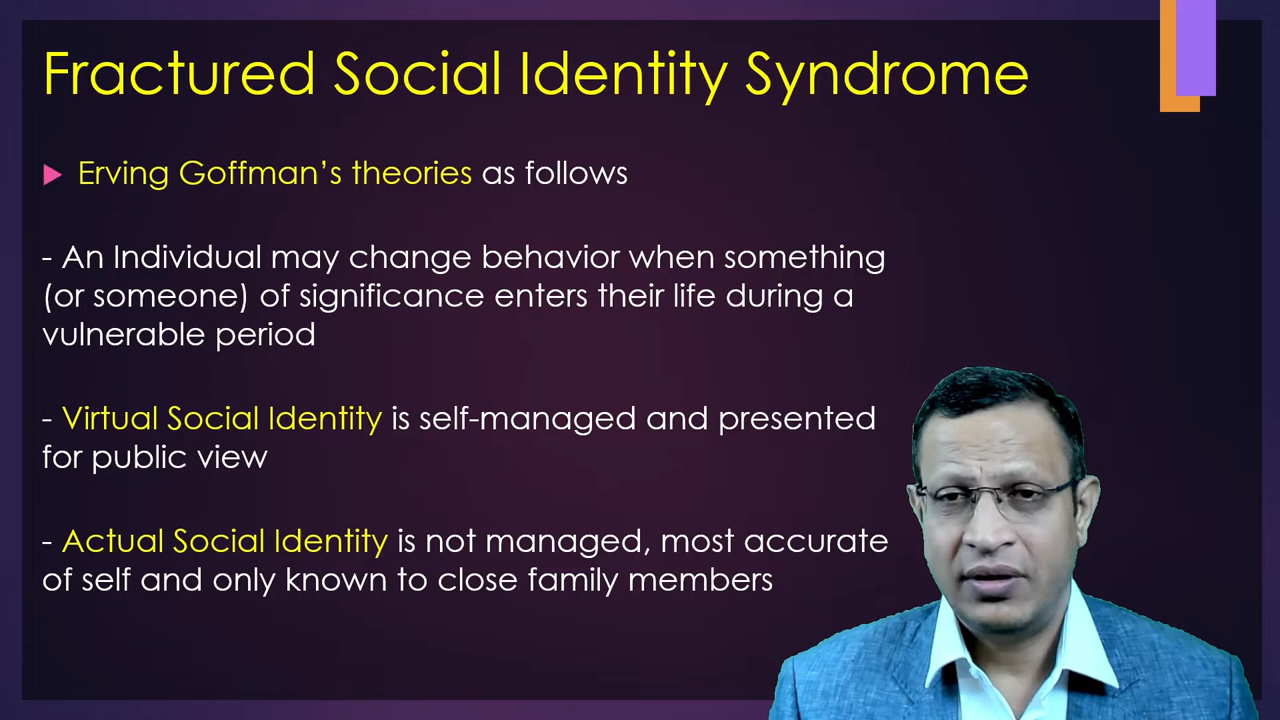 Fractured Social Identity Syndrome
Erving Goffman’s theories as follows
- An Individual may change behavior when something
(or someone) of significance enters their life during a
vulnerable period
- Virtual Social Identity is self-managed and presented
for public view
- Actual Social Identity is not managed, most accurate
of self and only known to close family members